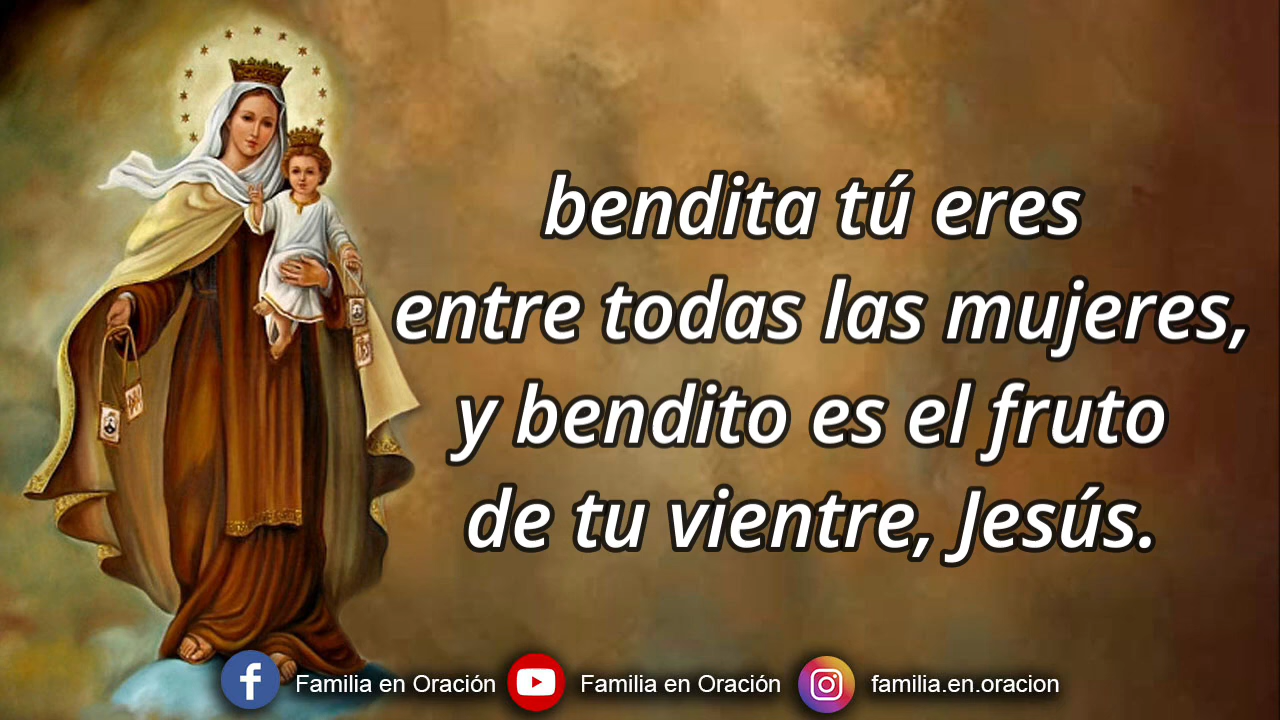 bendita tú eres
entre todas las mujeres,
y bendito es el fruto
de tu vientre, Jesús.
Familia en Oración Familia en Oración familia.en.oracion